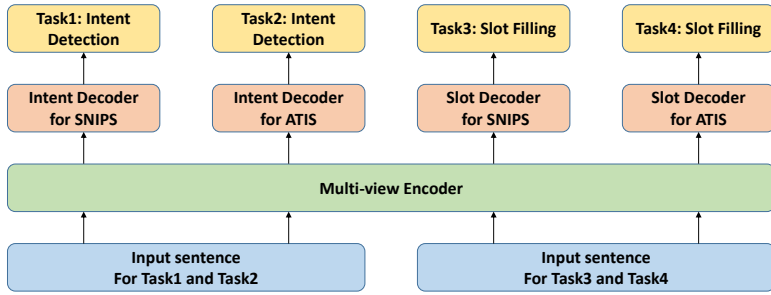 Task1: Intent
Detection
Task2: Intent
Detection
Task3: Slot Filling
Task4: Slot Filling
Intent Decoder
for SNIPS
Intent Decoder
for ATIS
Slot Decoder
for SNIPS
Slot Decoder
for ATIS
Multi-view Encoder
Input sentence
For Task1 and Task2
Input sentence
For Task3 and Task4